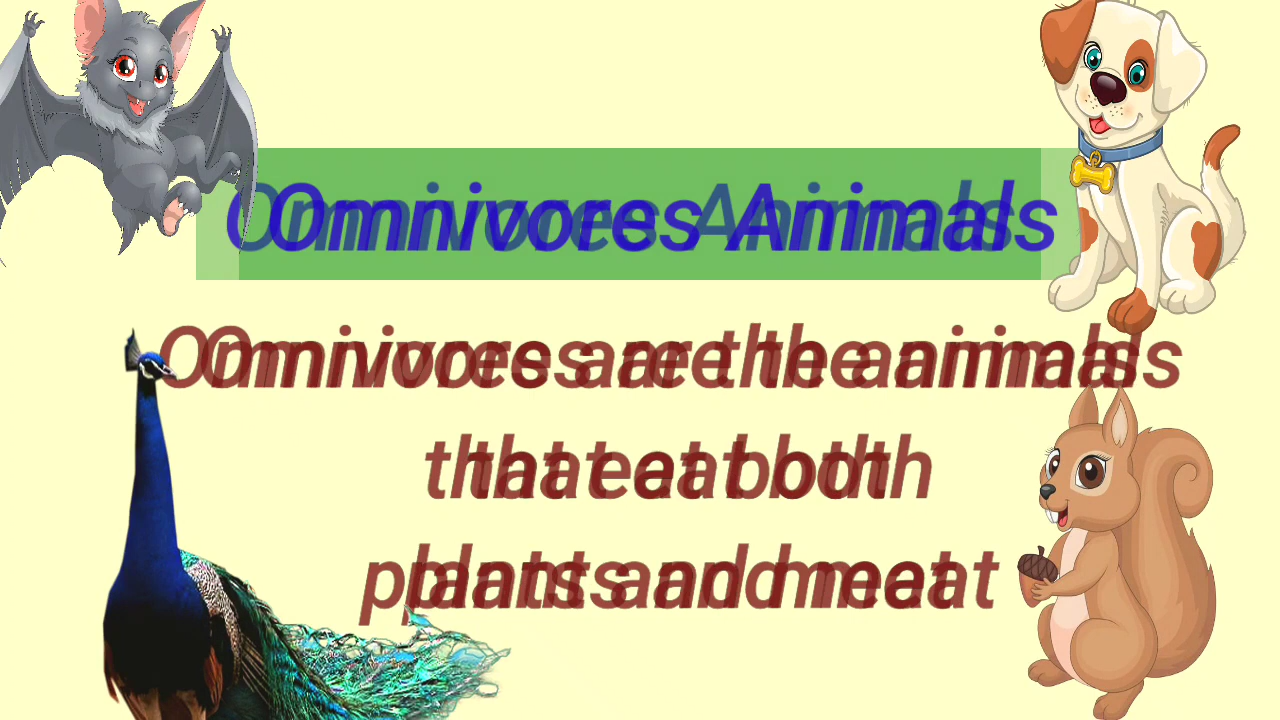 Omnivores Animals
Omnivores are the animals
that eat both
plants and meat